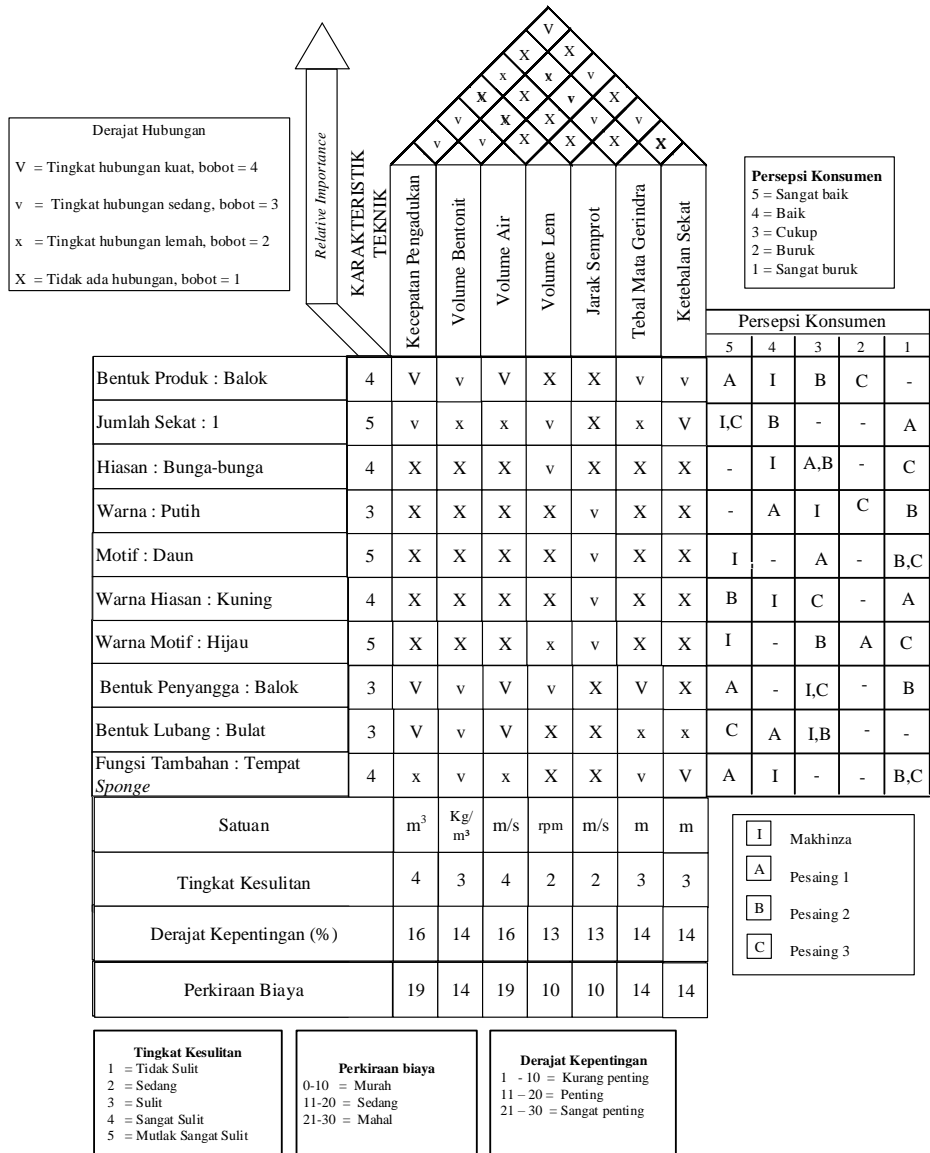 V
X X
x x v
X X v X
v X X v v
v v X X X X
Derajat Hubungan
V = Tingkat hubungan kuat, bobot = 4
v = Tingkat hubungan sedang, bobot = 3
x = Tingkat hubungan lemah, bobot = 2
X = Tidak ada hubungan, bobot = 1
Relative Importance
KARAKTERISTIK
TEKNIK
Kecepatan Pengadukan
Volume Bentonit
Volume Air
Volume Lem
Jarak Semprot
Tebal Mata Gerindra
Ketebalan Sekat
Persepsi Konsumen
5 = Sangat baik
4 = Baik
3 = Cukup
2 = Buruk
1 = Sangat buruk
Persepsi Konsumen
5 4 3 2 1
Bentuk Produk : Balok 4 V v V X X v v A I B C -
Jumlah Sekat : 1 5 v x x v X x V I,C B - - A
Hiasan : Bunga-bunga 4 X X X v X X X - I A,B - C
Warna : Putih 3 X X X X v X X - A I C B
Motif : Daun 5 X X X X v X X I - A - B,C
Warna Hiasan : Kuning 4 X X X X v X X B I C - A
Warna Motif : Hijau 5 X X X x v X X I - B A C
Bentuk Penyangga : Balok 3 V v V v X V X A - I,C - B
Bentuk Lubang : Bulat 3 V v V X X x x C A I,B - -
Fungsi Tambahan : Tempat
Sponge 4 x v x X X v V A I - - B,C
Satuan m³ Kg/ m³ m/s rpm m/s m m
Tingkat Kesulitan 4 3 4 2 2 3 3
Derajat Kepentingan (%) 16 14 16 13 13 14 14
Perkiraan Biaya 19 14 19 10 10 14 14
I Makhinza
A Pesaing 1
B Pesaing 2
C Pesaing 3
Tingkat Kesulitan
1 = Tidak Sulit
2 = Sedang
3 = Sulit
4 = Sangat Sulit
5 = Mutlak Sangat Sulit
Perkiraan biaya
0-10 = Murah
11-20 = Sedang
21-30 = Mahal
Derajat Kepentingan
1 - 10 = Kurang penting
11 – 20 = Penting
21 – 30 = Sangat penting